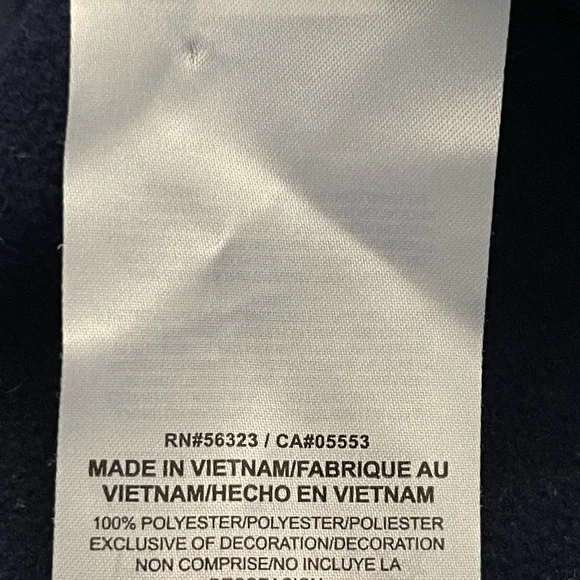 RN#56323 / CA#05553
MADE IN VIETNAM/FABRIQUE AU
VIETNAM/HECHO EN VIETNAM
100% POLYESTER/POLYESTER/POLIESTER
EXCLUSIVE OF DECORATION/DECORATION
NON COMPRISE/NO INCLUYE LA